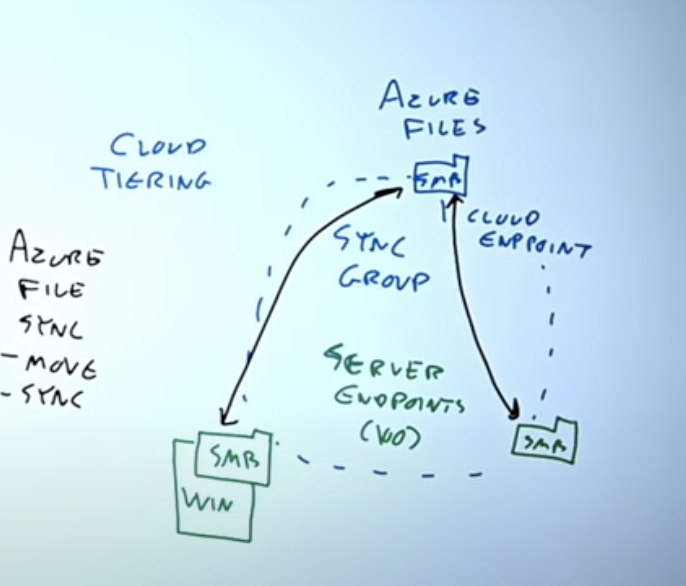 AZURE
FILES
CLOUD
TIERING
SMB
CLOUD
ENDPOINT
SYNC
GROUP
AZURE
FILE
SYNC
- MOVE
- SYNC
SERVER
ENDPOINTS
(100)
SMB
WIN
SMB